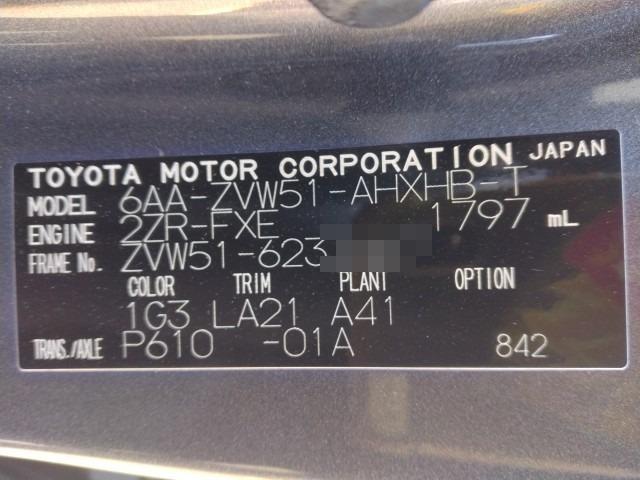 TOYOTA MOTOR CORPORATION JAPAN
MODEL 6AA-ZVW51-AHXHB-T
ENGINE 2ZR-FXE 1797 mL
FRAME No. ZVW51-623
COLOR TRIM PLANT OPTION
1G3 LA21 A41
TRANS./AXLE P610 -01A 842